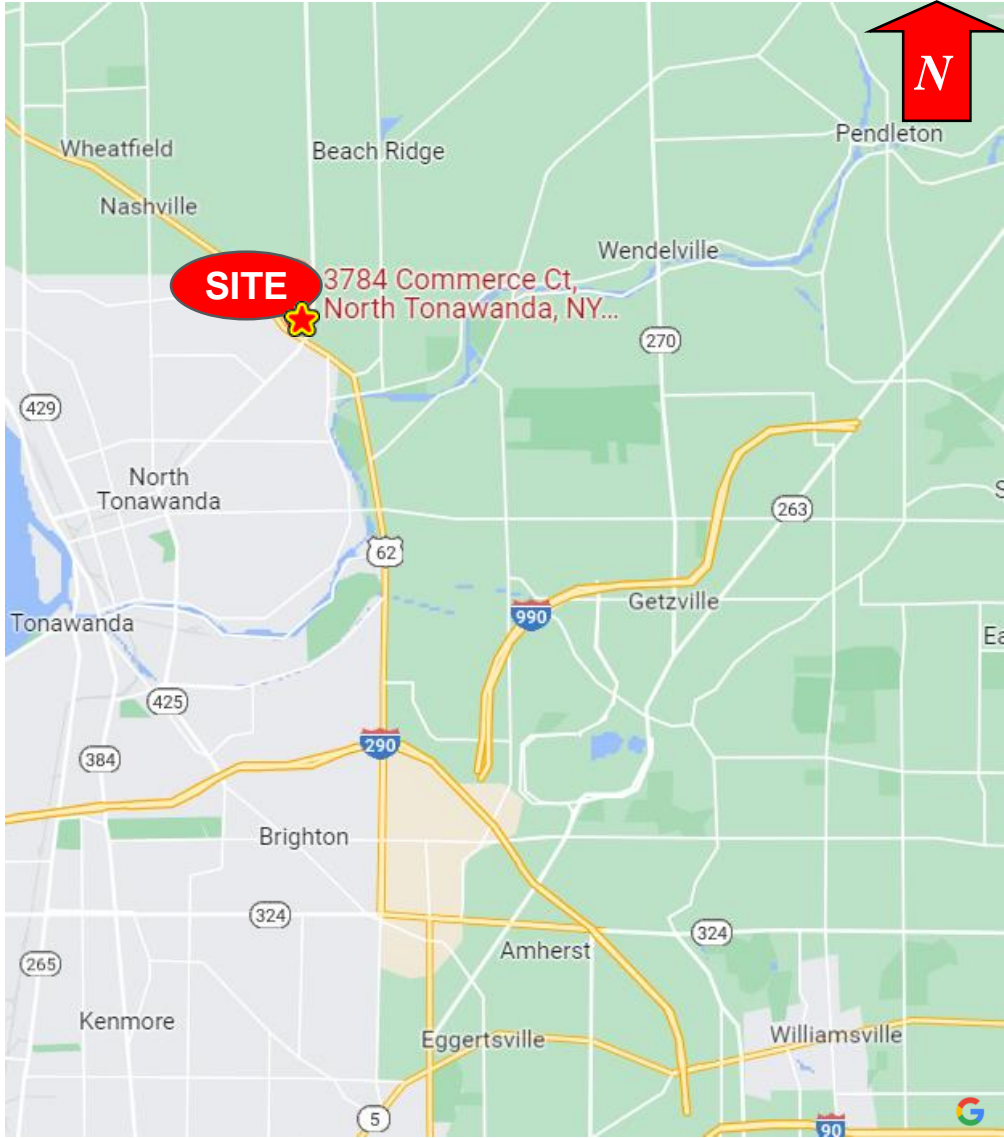 N
Pendleton
Wheatfield
Beach Ridge
Nashville
Wendelville
SITE
3784 Commerce Ct,
North Tonawanda, NY...
270
429
North
Tonawanda
263
S
62
990
Getzville
Tonawanda
Ea
425
290
384
Brighton
324
324
Amherst
265
Kenmore
Eggertsville
Williamsville
5
90
G